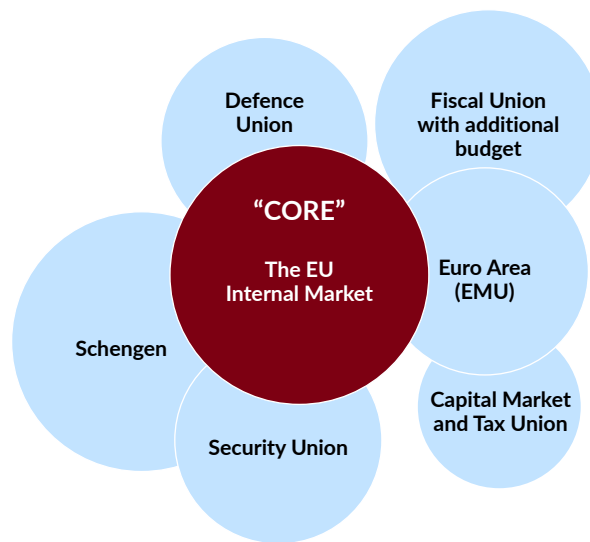 Defence
Union
Fiscal Union
with additional
budget
“CORE”
The EU
Internal Market
Euro Area
(EMU)
Schengen
Capital Market
and Tax Union
Security Union